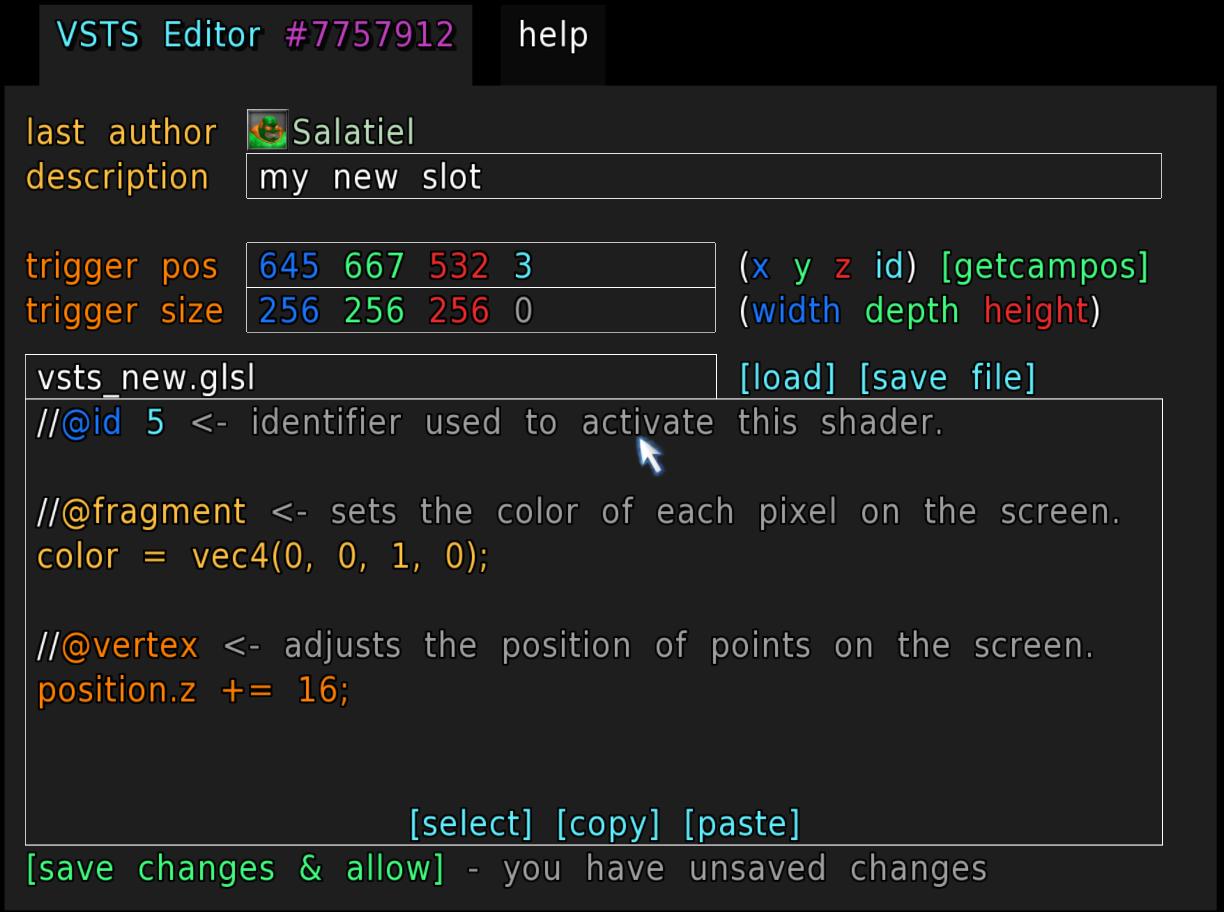 VSTS Editor #7757912 help
last author Salatiel
description my new slot
trigger pos 645 667 532 3 (x y z id) [getcampos]
trigger size 256 256 256 0 (width depth height)
vsts_new.glsl [load] [save file]
//@id 5 <- identifier used to activate this shader.
//@fragment <- sets the color of each pixel on the screen.
color = vec4(0, 0, 1, 0);
//@vertex <- adjusts the position of points on the screen.
position.z += 16;
[select] [copy] [paste]
[save changes & allow] - you have unsaved changes